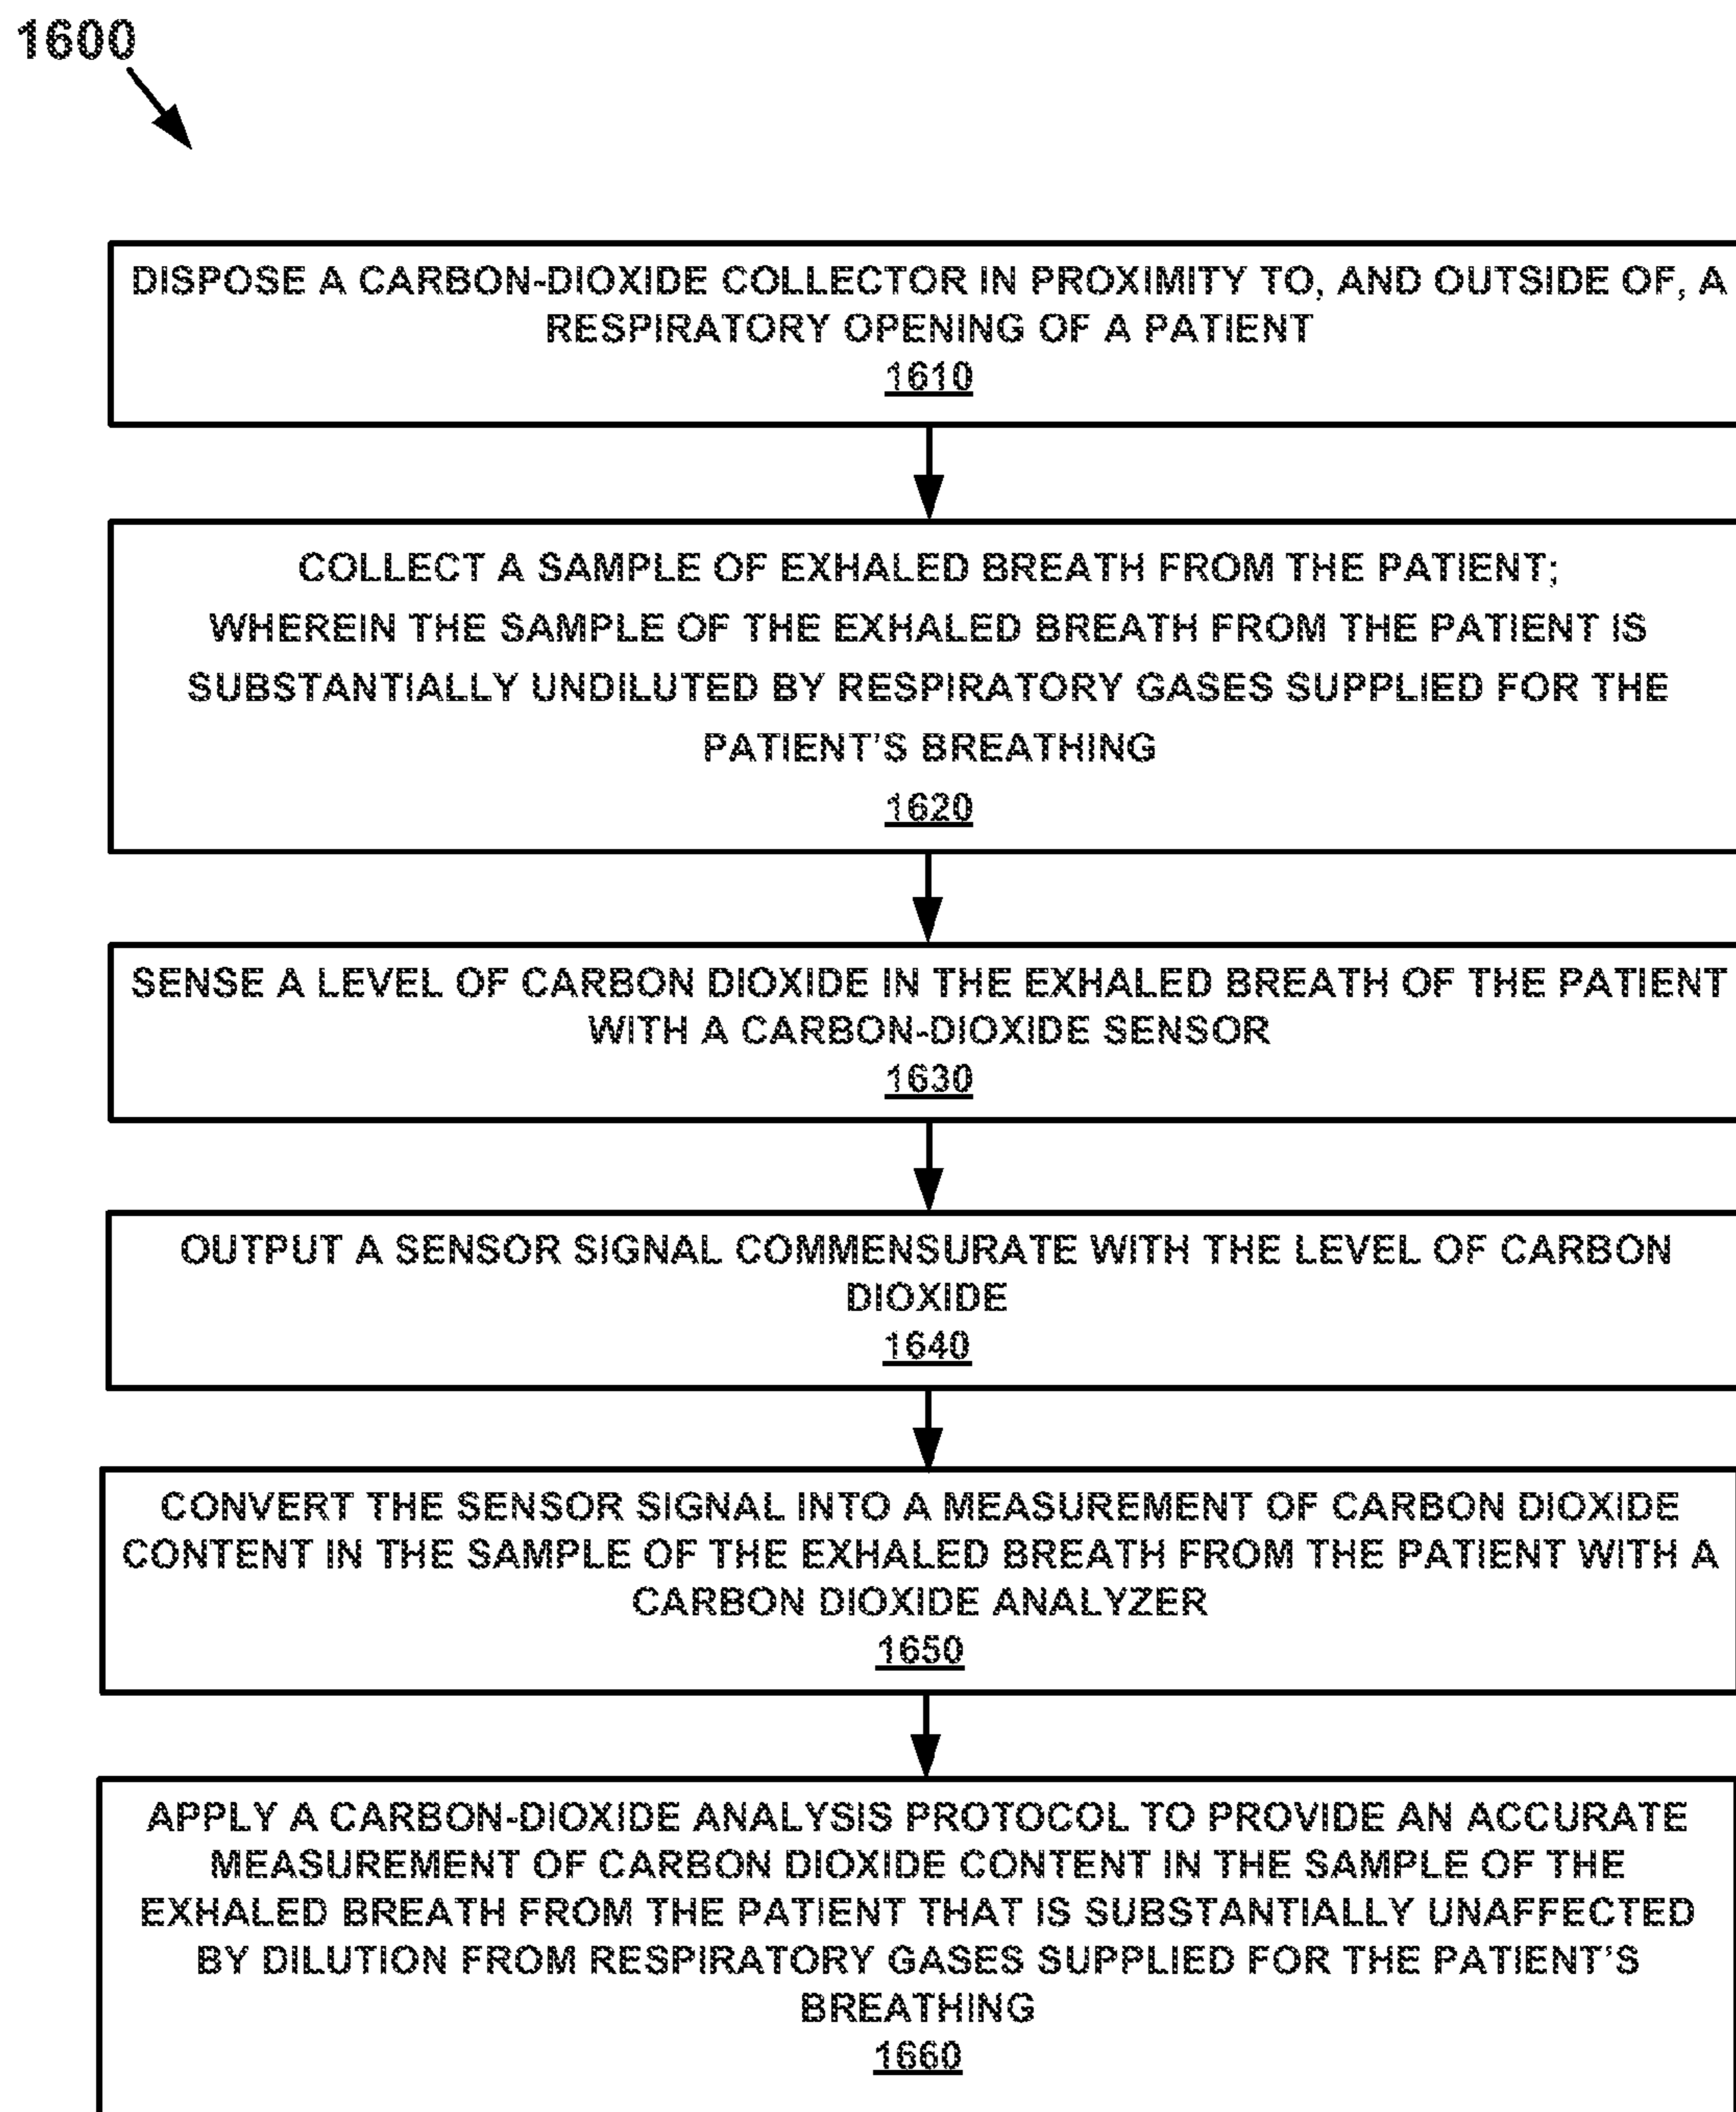 1600
DISPOSE A CARBON-DIOXIDE COLLECTOR IN PROXIMITY TO, AND OUTSIDE OF, A
RESPIRATORY OPENING OF A PATIENT
1610
COLLECT A SAMPLE OF EXHALED BREATH FROM THE PATIENT;
WHEREIN THE SAMPLE OF THE EXHALED BREATH FROM THE PATIENT IS
SUBSTANTIALLY UNDILUTED BY RESPIRATORY GASES SUPPLIED FOR THE
PATIENT'S BREATHING
1620
SENSE A LEVEL OF CARBON DIOXIDE IN THE EXHALED BREATH OF THE PATIENT
WITH A CARBON-DIOXIDE SENSOR
1630
OUTPUT A SENSOR SIGNAL COMMENSURATE WITH THE LEVEL OF CARBON
DIOXIDE
1640
CONVERT THE SENSOR SIGNAL INTO A MEASUREMENT OF CARBON DIOXIDE
CONTENT IN THE SAMPLE OF THE EXHALED BREATH FROM THE PATIENT WITH A
CARBON DIOXIDE ANALYZER
1650
APPLY A CARBON-DIOXIDE ANALYSIS PROTOCOL TO PROVIDE AN ACCURATE
MEASUREMENT OF CARBON DIOXIDE CONTENT IN THE SAMPLE OF THE
EXHALED BREATH FROM THE PATIENT THAT IS SUBSTANTIALLY UNAFFECTED
BY DILUTION FROM RESPIRATORY GASES SUPPLIED FOR THE PATIENT'S
BREATHING
1660